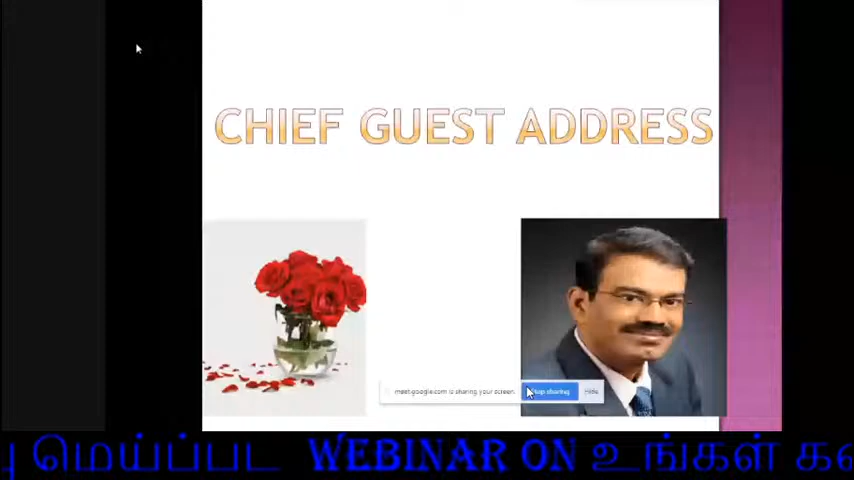 CHIEF GUEST ADDRESS
meet.google.com is sharing your screen. Stop sharing Hide
மெய்ப்பட WEBINAR ON உங்கள்